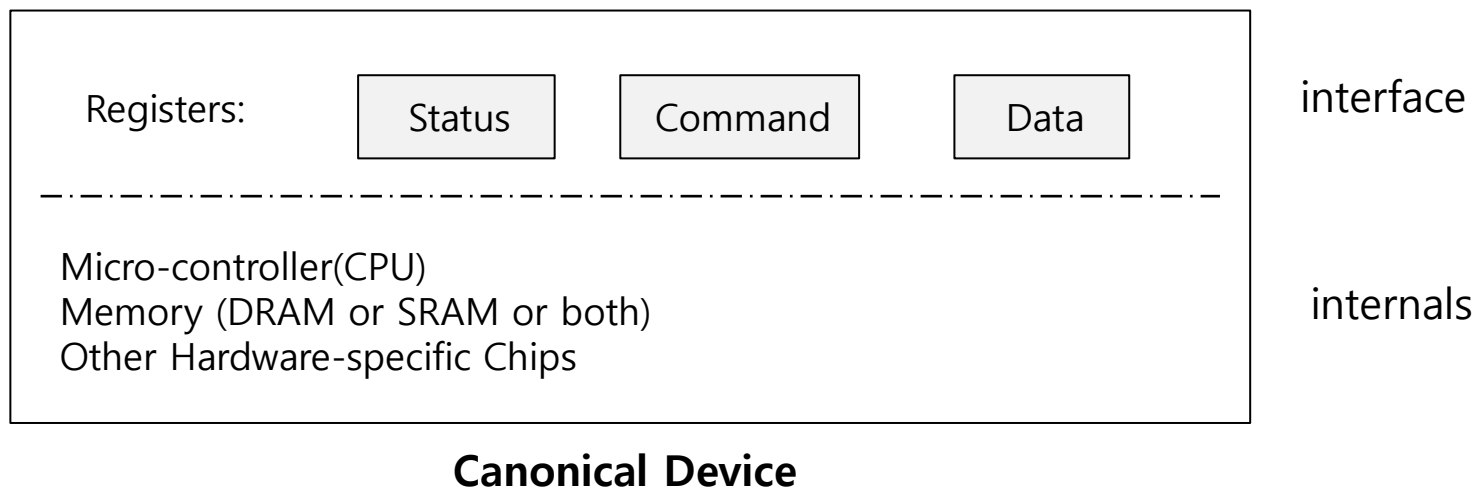 Registers: Status Command Data
interface
Micro-controller(CPU)
Memory (DRAM or SRAM or both)
Other Hardware-specific Chips
internals
Canonical Device